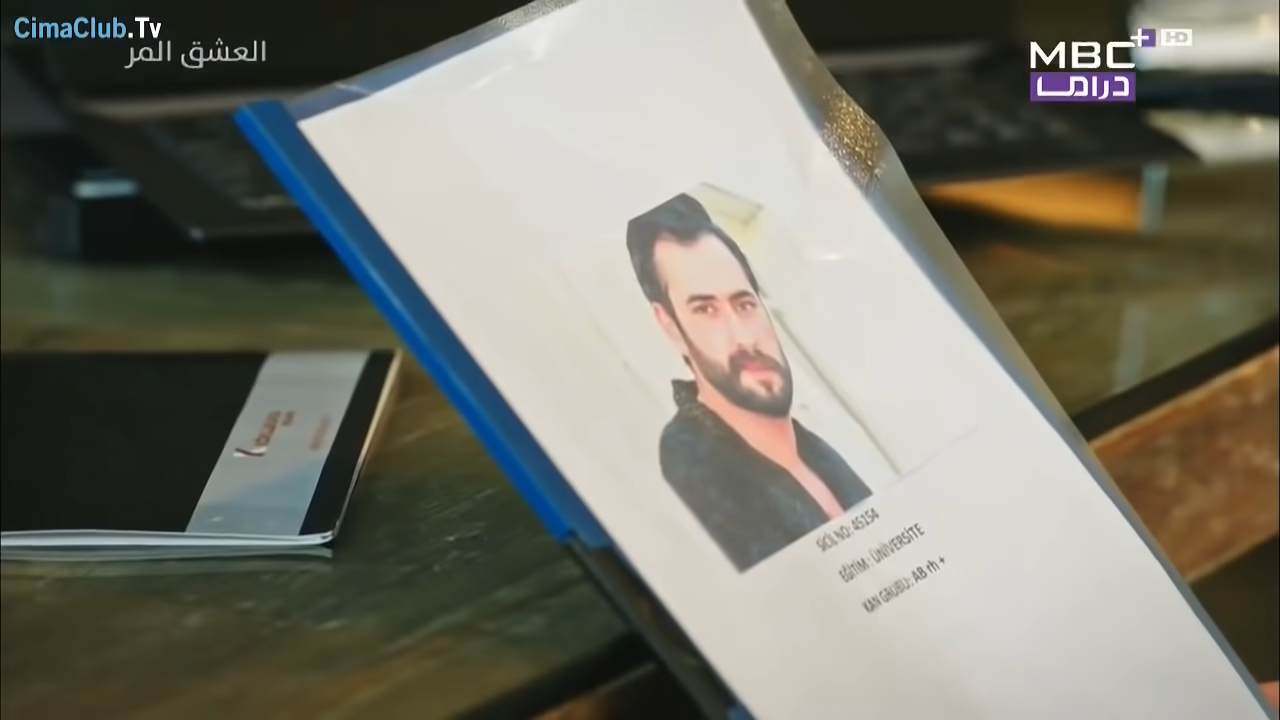 CimaClub.Tv
العشق المر
MBC+ HD
دراما
SİCİL NO: 45154
EĞİTİM : ÜNİVERSİTE
KAN GRUBU: AB rh +